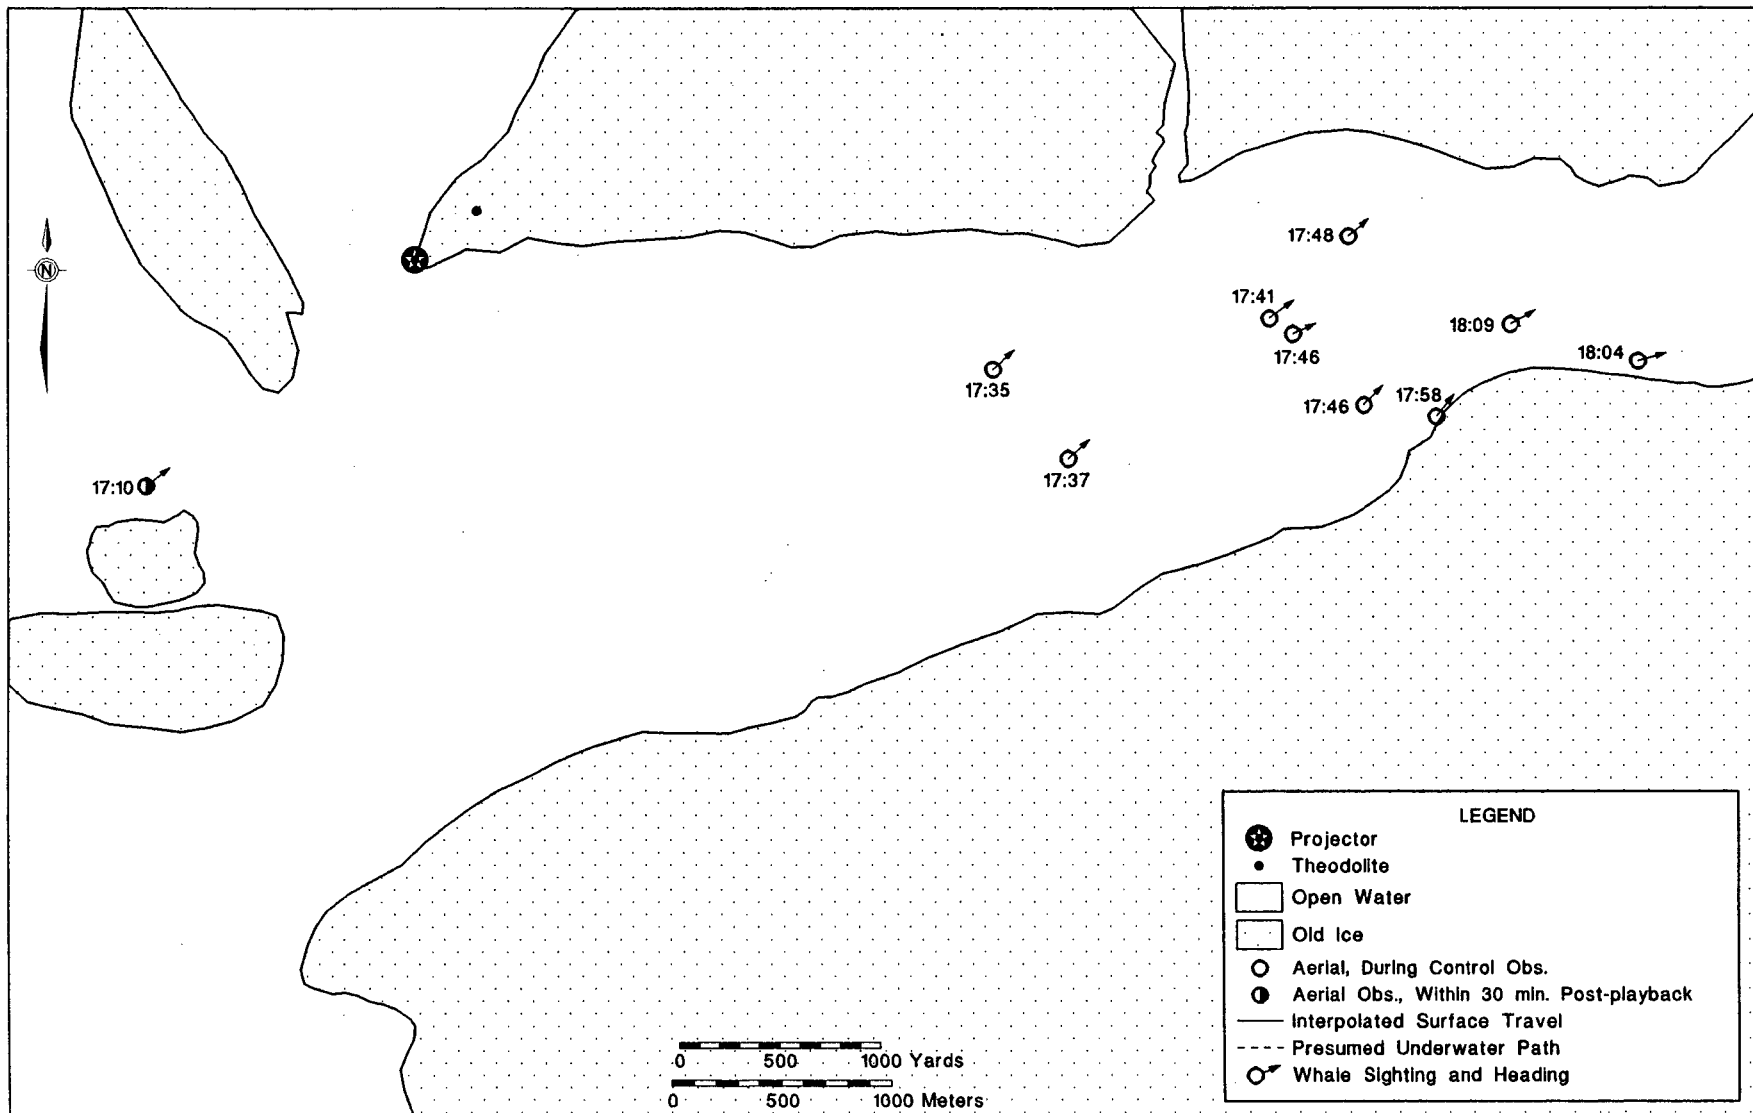 17:48
N
17:41
18:09
17:46
18:04
17:35
17:46
17:58
17:37
17:10
LEGEND
Projector
Theodolite
Open Water
Old Ice
Aerial, During Control Obs.
Aerial Obs., Within 30 min. Post-playback
Interpolated Surface Travel
Presumed Underwater Path
Whale Sighting and Heading
0 500 1000 Yards
0 500 1000 Meters